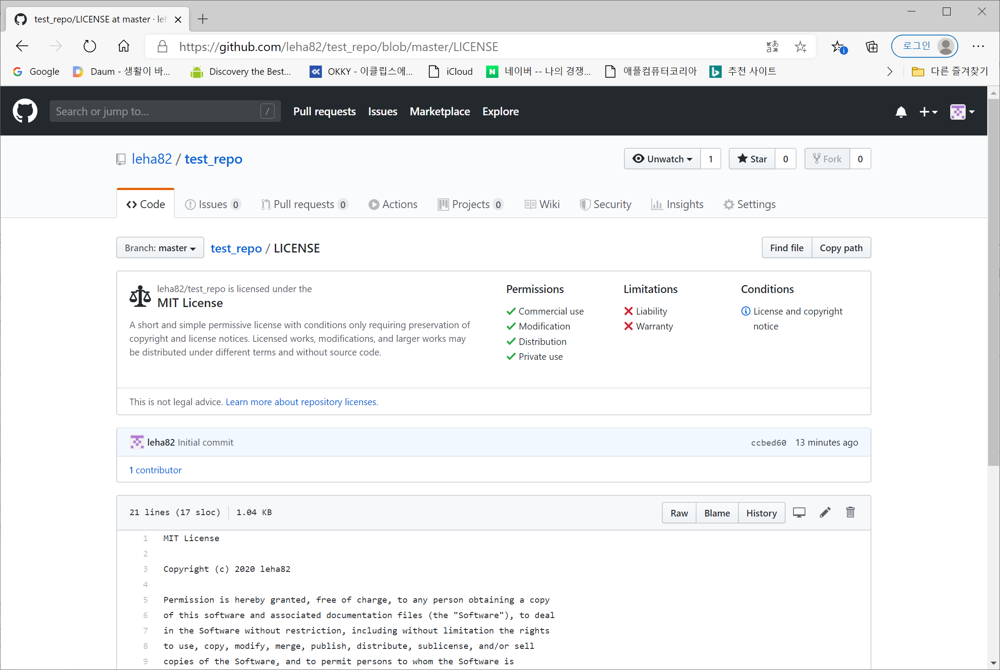 test_repo/LICENSE at master · leh
https://github.com/leha82/test_repo/blob/master/LICENSE
로그인
Google
Daum - 생활이 바...
Discovery the Best...
OKKY - 이클립스에...
iCloud
네이버 -- 나의 경쟁...
애플컴퓨터코리아
추천 사이트
다른 즐겨찾기
Search or jump to...
/
Pull requests
Issues
Marketplace
Explore
leha82 / test_repo
Unwatch 1
Star 0
Fork 0
Code
Issues 0
Pull requests 0
Actions
Projects 0
Wiki
Security
Insights
Settings
Branch: master
test_repo / LICENSE
Find file
Copy path
leha82/test_repo is licensed under the
MIT License
A short and simple permissive license with conditions only requiring preservation of
copyright and license notices. Licensed works, modifications, and larger works may
be distributed under different terms and without source code.
Permissions
Commercial use
Modification
Distribution
Private use
Limitations
Liability
Warranty
Conditions
License and copyright
notice
This is not legal advice. Learn more about repository licenses.
leha82 Initial commit
ccbed60 13 minutes ago
1 contributor
21 lines (17 sloc) 1.04 KB
Raw
Blame
History
1 MIT License
2
3 Copyright (c) 2020 leha82
4
5 Permission is hereby granted, free of charge, to any person obtaining a copy
6 of this software and associated documentation files (the "Software"), to deal
7 in the Software without restriction, including without limitation the rights
8 to use, copy, modify, merge, publish, distribute, sublicense, and/or sell
9 copies of the Software, and to permit persons to whom the Software is